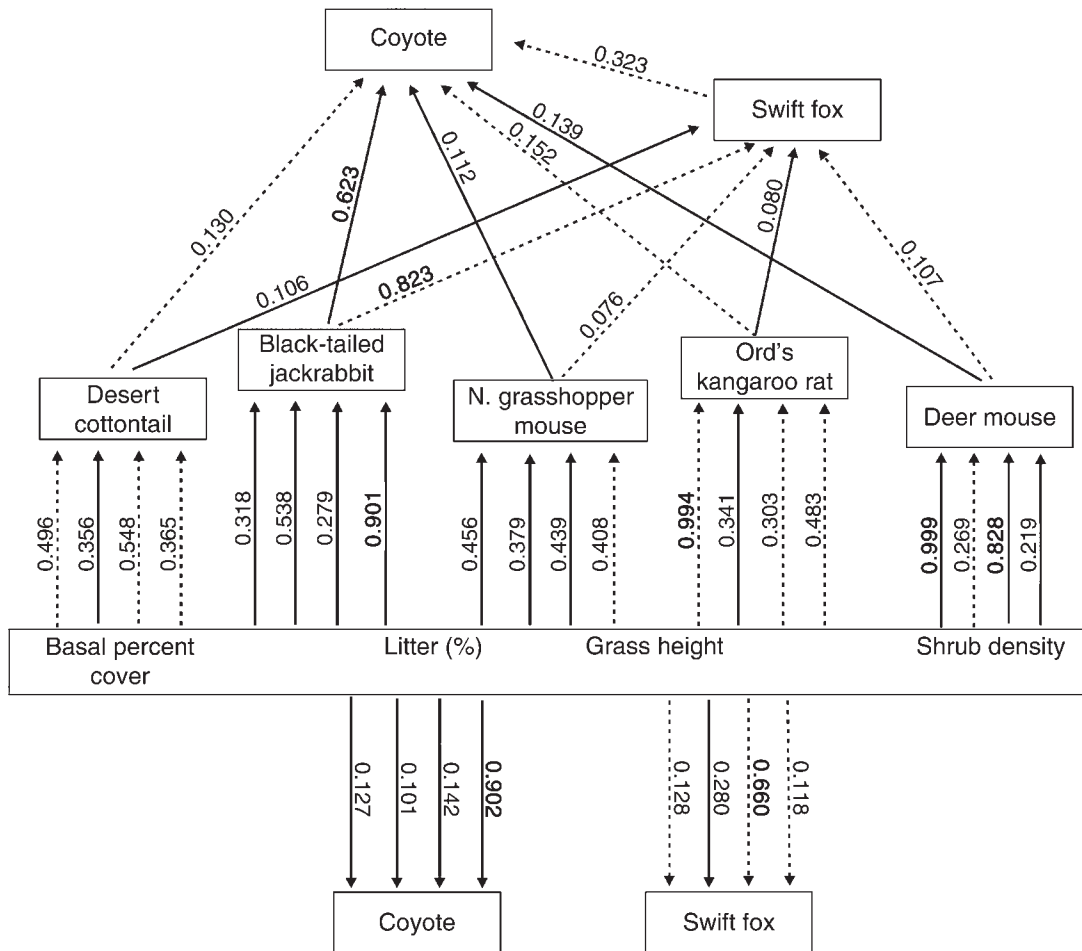 Coyote
0.323
Swift fox
0.139
0.152
0.112
0.080
0.623
0.130
0.107
0.106
0.823
0.076
Black-tailed
jackrabbit
Ord's
kangaroo rat
Desert
cottontail
N. grasshopper
mouse
Deer mouse
0.496
0.356
0.548
0.365
0.318
0.538
0.279
0.901
0.456
0.379
0.439
0.408
0.994
0.341
0.303
0.483
0.999
0.269
0.828
0.219
Basal percent
cover
Litter (%)
Grass height
Shrub density
0.127
0.101
0.142
0.902
0.128
0.280
0.660
0.118
Coyote
Swift fox